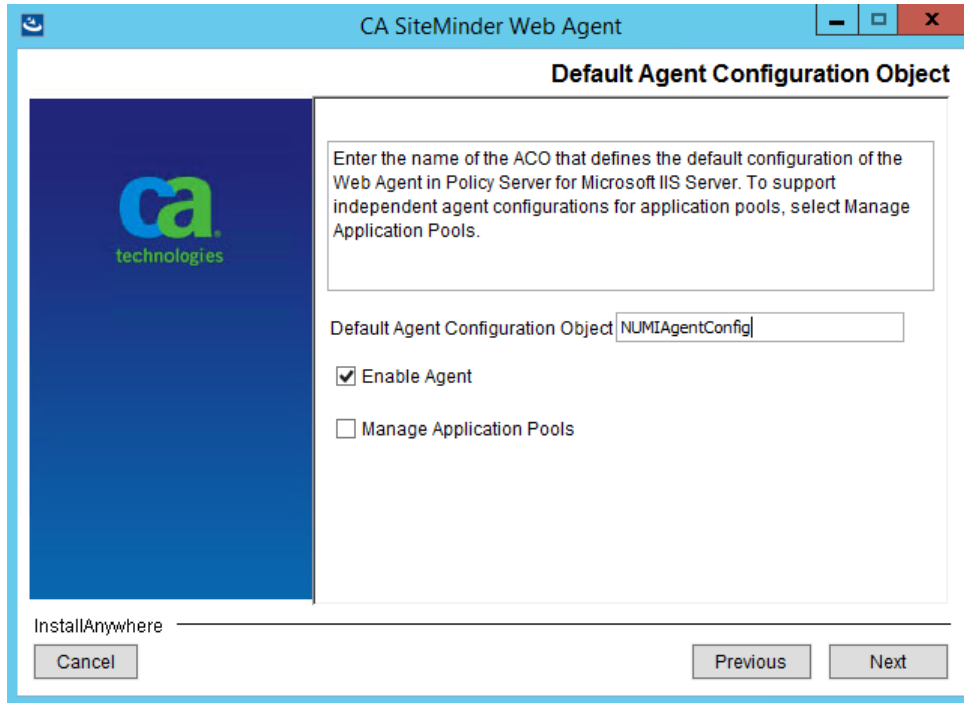 CA SiteMinder Web Agent
Default Agent Configuration Object
ca
technologies
Enter the name of the ACO that defines the default configuration of the
Web Agent in Policy Server for Microsoft IIS Server. To support
independent agent configurations for application pools, select Manage
Application Pools.
Default Agent Configuration Object NUMIAgentConfig
Enable Agent
Manage Application Pools
InstallAnywhere
Cancel Previous Next